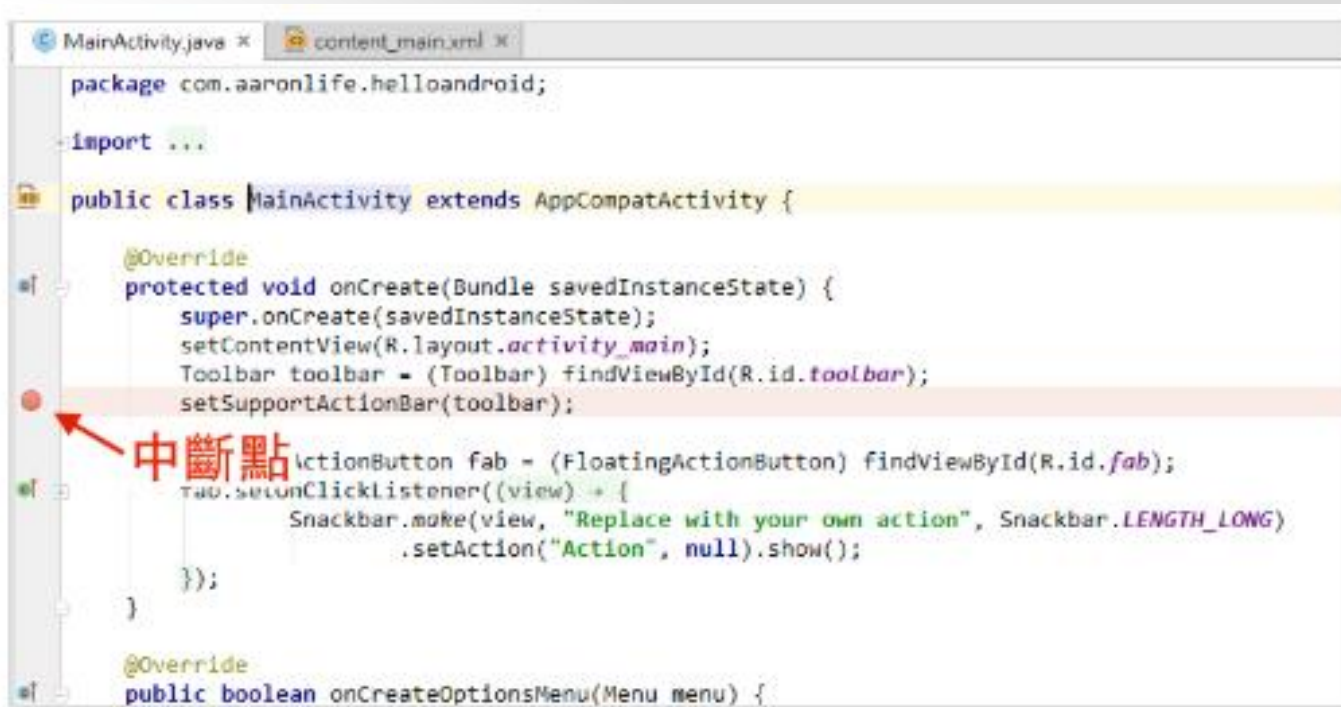 MainActivity.java × content_main.xml ×
package com.aaronlife.helloandroid;
import ...
public class MainActivity extends AppCompatActivity {
@Override
protected void onCreate(Bundle savedInstanceState) {
super.onCreate(savedInstanceState);
setContentView(R.layout.activity_main);
Toolbar toolbar = (Toolbar) findViewById(R.id.toolbar);
setSupportActionBar(toolbar);
中斷點
ActionButton fab = (FloatingActionButton) findViewById(R.id.fab);
fab.setOnClickListener((view) → {
Snackbar.make(view, "Replace with your own action", Snackbar.LENGTH_LONG)
.setAction("Action", null).show();
});
}
@Override
public boolean onCreateOptionsMenu(Menu menu) {